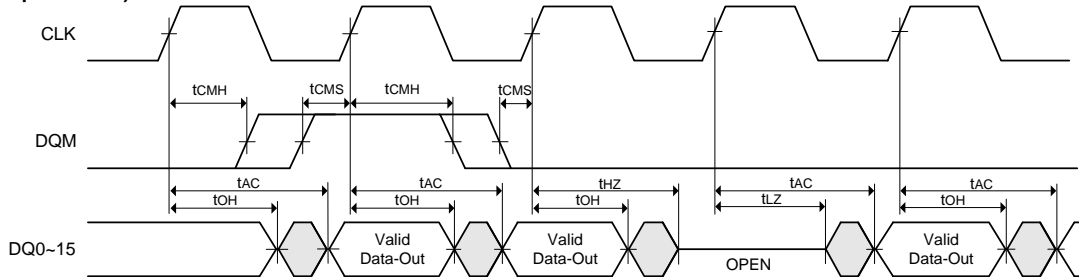 CLK
tCMH
tCMS
tCMH
tCMS
DQM
tAC
tAC
tHZ
tAC
tAC
tOH
tOH
tOH
tLZ
tOH
DQ0~15
Valid
Data-Out
Valid
Data-Out
OPEN
Valid
Data-Out